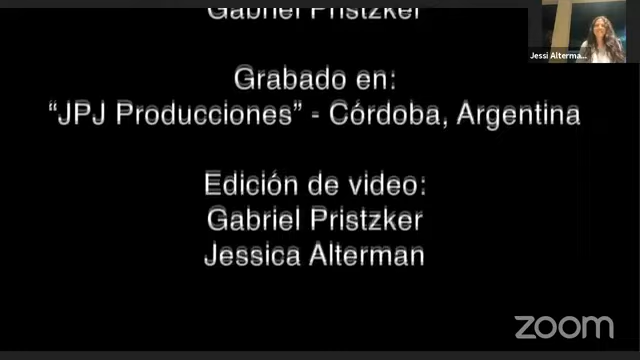 Gabriel Pristzker
Jessi Alterma...
Grabado en:
“JPJ Producciones” - Córdoba, Argentina
Edición de video:
Gabriel Pristzker
Jessica Alterman
zoom